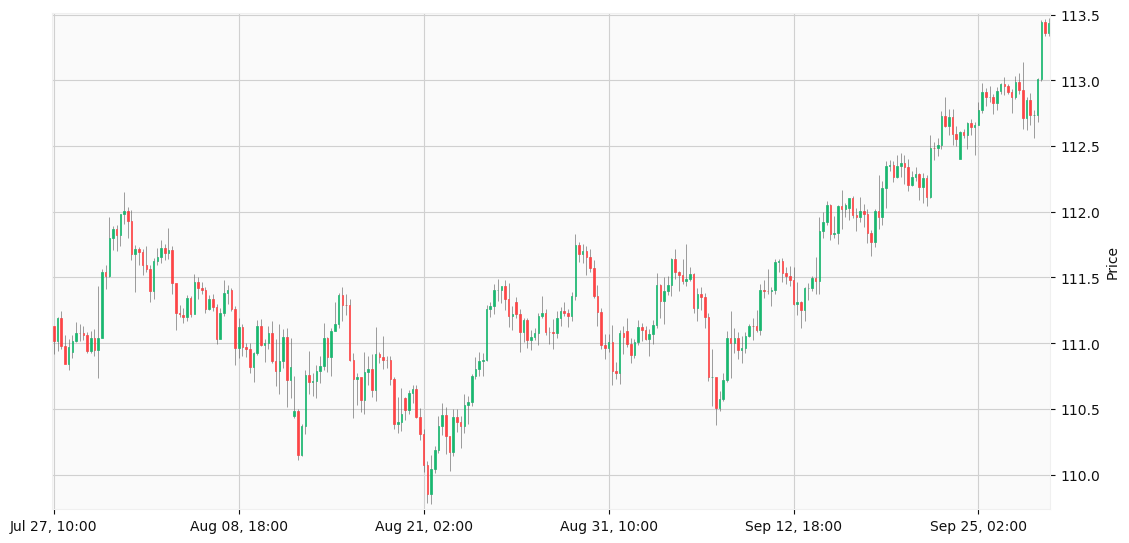 113.5
113.0
112.5
112.0
111.5
111.0
110.5
110.0
Price
Jul 27, 10:00
Aug 08, 18:00
Aug 21, 02:00
Aug 31, 10:00
Sep 12, 18:00
Sep 25, 02:00